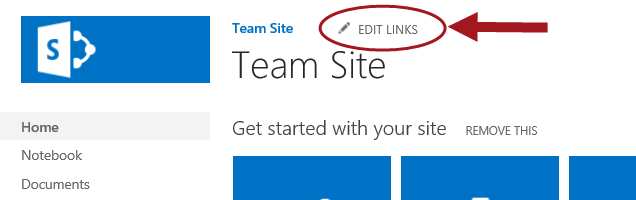 S
Team Site
EDIT LINKS
Team Site
Home
Notebook
Documents
Get started with your site
REMOVE THIS